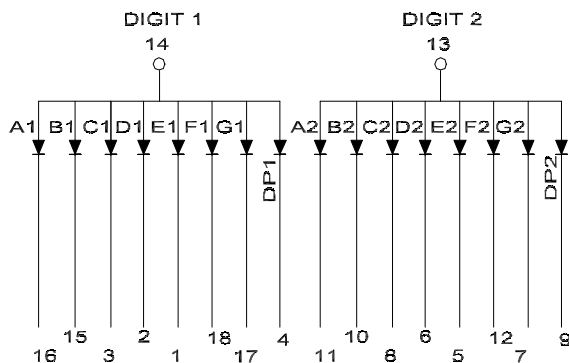 DIGIT 1 DIGIT 2
14 13
A1 B1 C1 D1 E1 F1 G1 A2 B2 C2 D2 E2 F2 G2
DP1 DP2
15 2 18 10 6 12
16 3 1 17 4 11 8 5 7 9